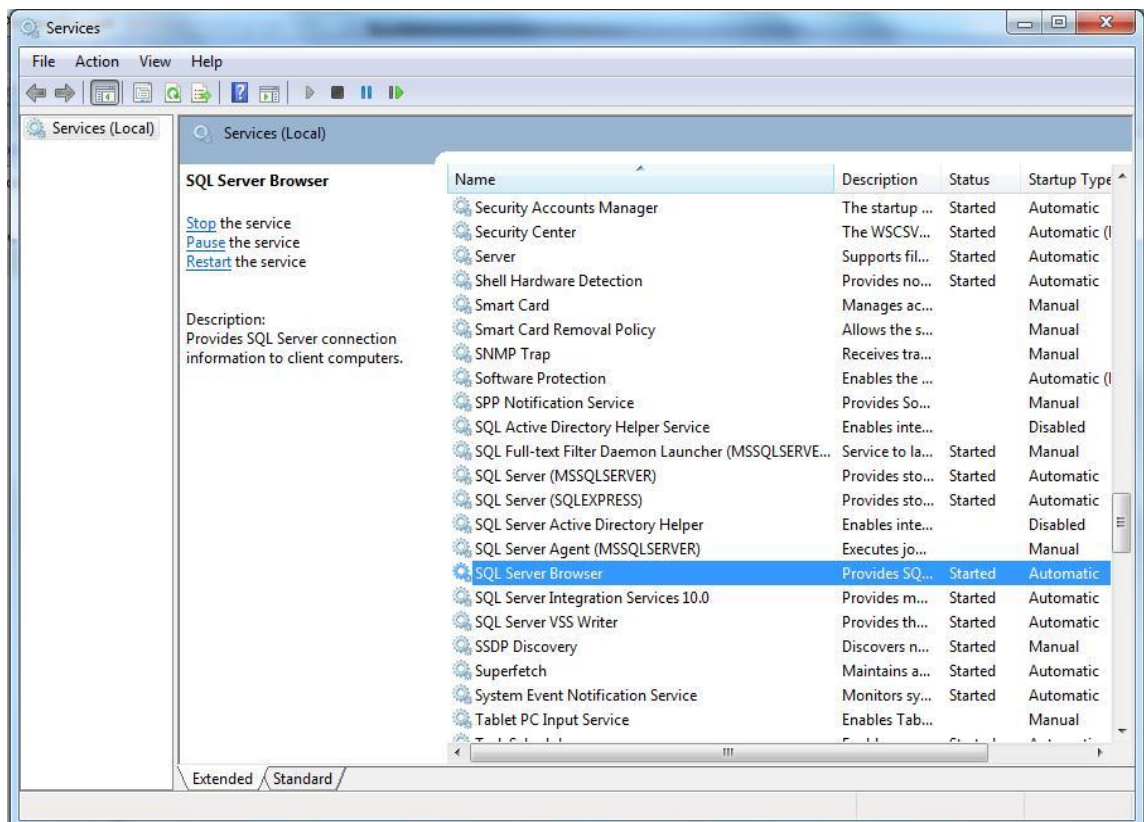 Services
File Action View Help
Services (Local)
Services (Local)
SQL Server Browser
Stop the service
Pause the service
Restart the service
Description:
Provides SQL Server connection
information to client computers.
Name Description Status Startup Type
Security Accounts Manager The startup ... Started Automatic
Security Center The WSCSV... Started Automatic (
Server Supports fil... Started Automatic
Shell Hardware Detection Provides no... Started Automatic
Smart Card Manages ac... Manual
Smart Card Removal Policy Allows the s... Manual
SNMP Trap Receives tra... Manual
Software Protection Enables the ... Automatic (
SPP Notification Service Provides So... Manual
SQL Active Directory Helper Service Enables inte... Disabled
SQL Full-text Filter Daemon Launcher (MSSQLSERVE... Service to la... Started Manual
SQL Server (MSSQLSERVER) Provides sto... Started Automatic
SQL Server (SQLEXPRESS) Provides sto... Started Automatic
SQL Server Active Directory Helper Enables inte... Disabled
SQL Server Agent (MSSQLSERVER) Executes jo... Manual
SQL Server Browser Provides SQ... Started Automatic
SQL Server Integration Services 10.0 Provides m... Started Automatic
SQL Server VSS Writer Provides th... Started Automatic
SSDP Discovery Discovers n... Started Manual
Superfetch Maintains a... Started Automatic
System Event Notification Service Monitors sy... Started Automatic
Tablet PC Input Service Enables Tab... Manual
Extended Standard